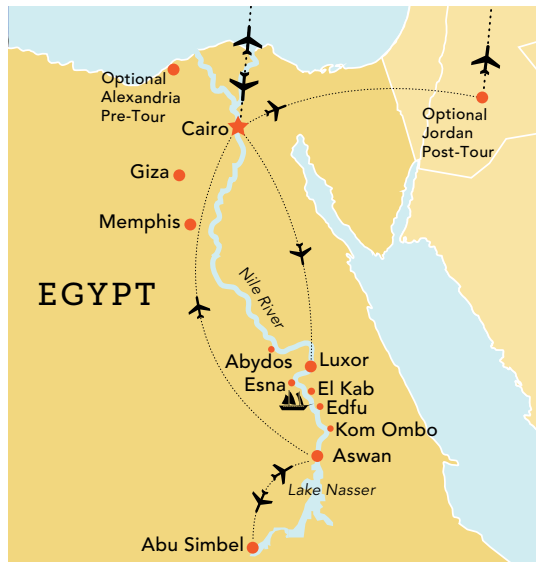 Optional
Alexandria
Pre-Tour
Optional
Jordan
Post-Tour
Cairo
Giza
Memphis
EGYPT
Nile River
Abydos
Luxor
Esna
El Kab
Edfu
Kom Ombo
Aswan
Lake Nasser
Abu Simbel